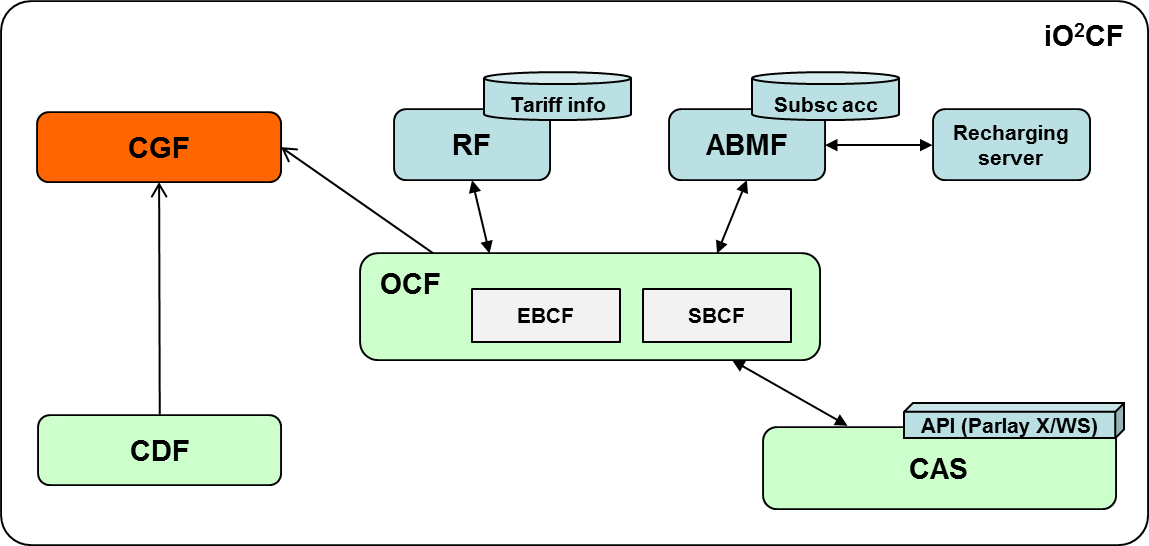 iO²CF
Tariff info
Subsc acc
CGF
RF
ABMF
Recharging
server
OCF
EBCF
SBCF
API (Parlay X/WS)
CDF
CAS